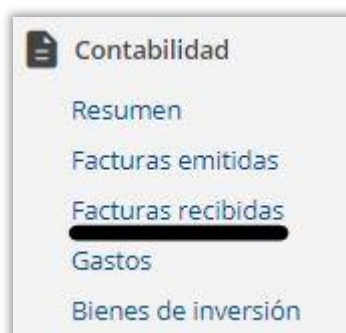 Contabilidad
Resumen
Facturas emitidas
Facturas recibidas
Gastos
Bienes de inversión